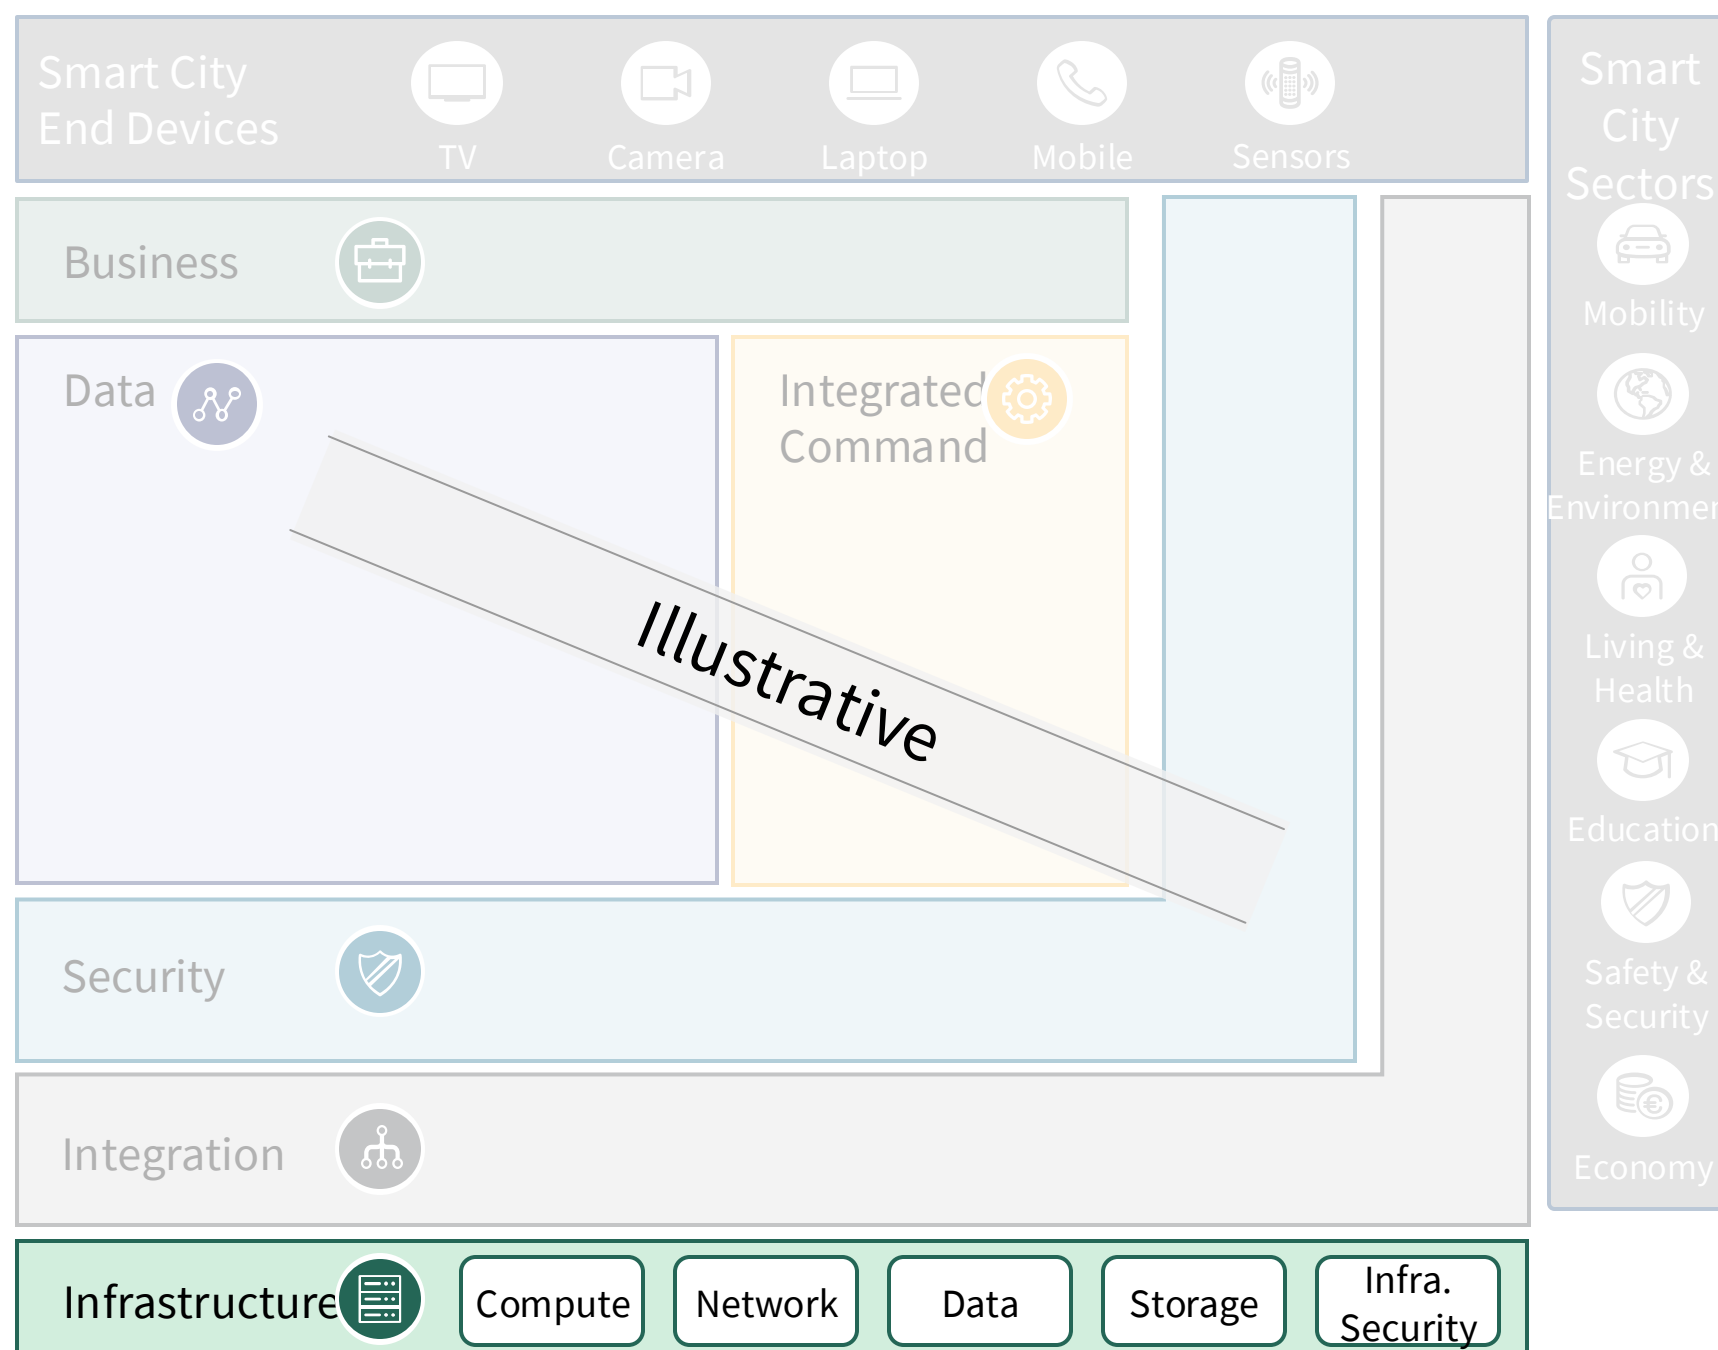 Smart City
End Devices
TV
Camera
Laptop
Mobile
Sensors
Smart
City
Sectors
Mobility
Energy &
Environmen
Living &
Health
Education
Safety &
Security
Economy
Business
Data
Integrated
Command
Illustrative
Security
Integration
Infrastructure
Compute
Network
Data
Storage
Infra.
Security